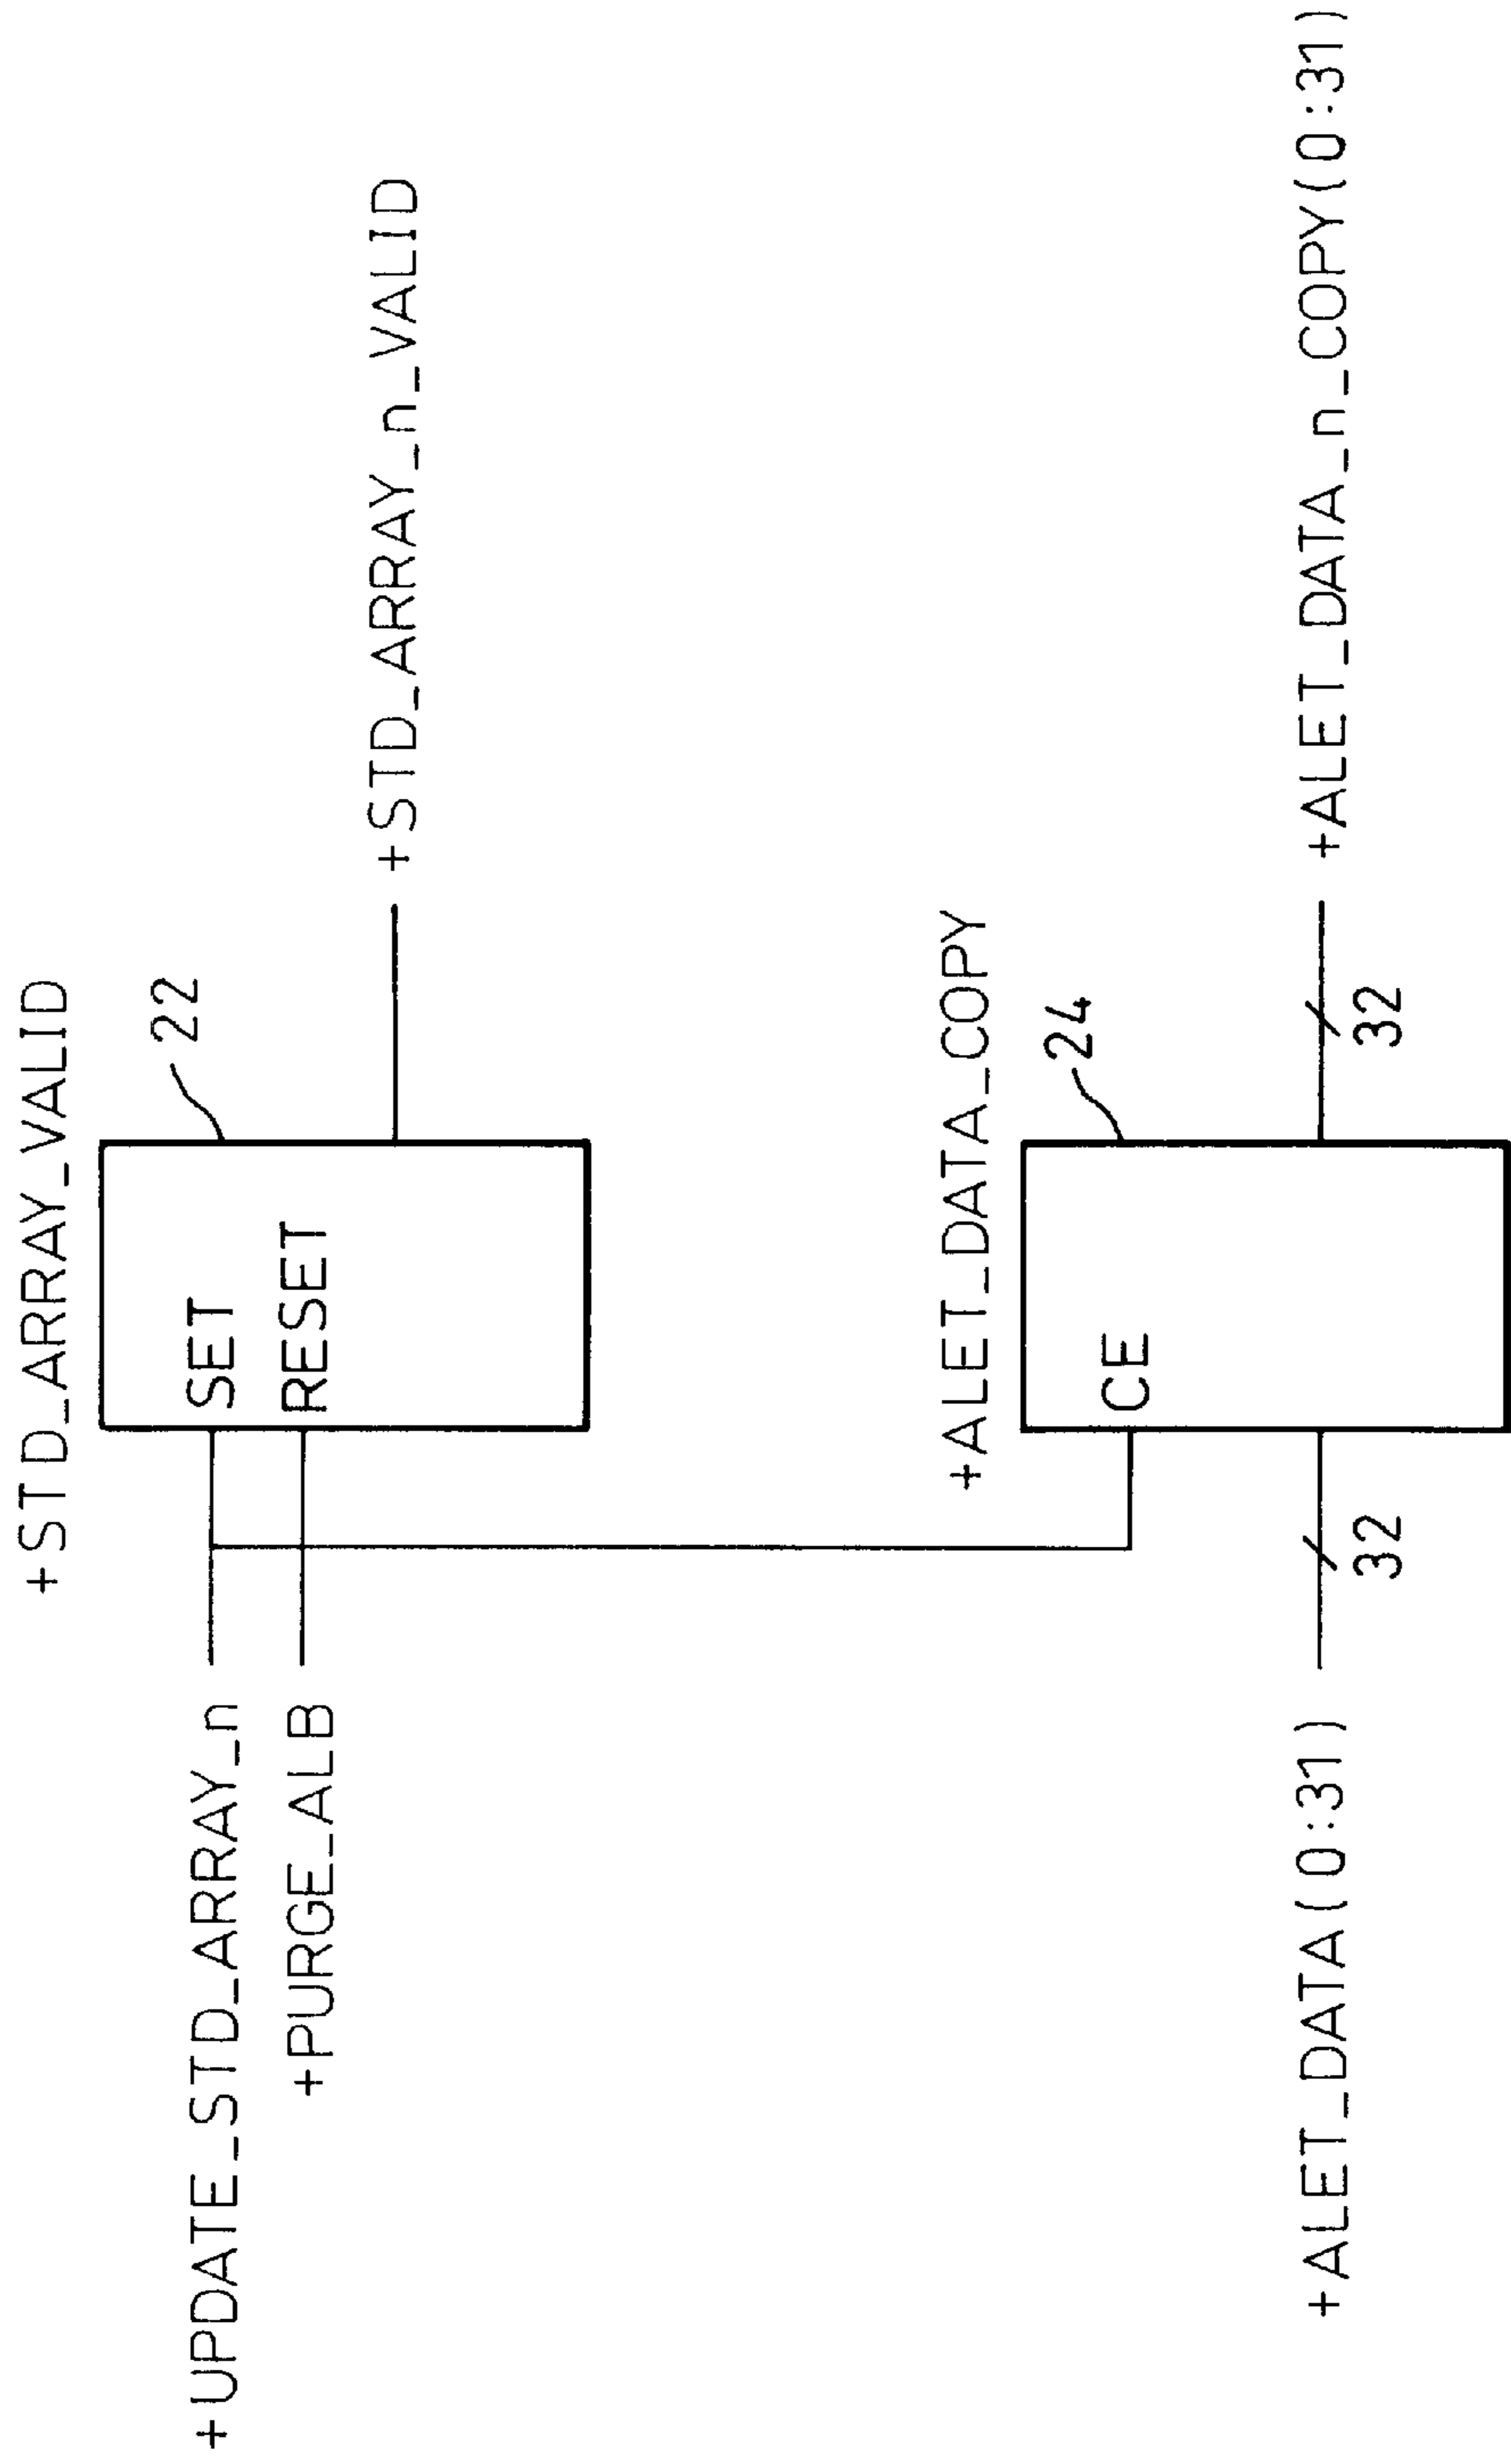 +STD_ARRAY_VALID
22
+UPDATE_STD_ARRAY_n
SET
+PURGE_ALB
RESET
+STD_ARRAY_n_VALID
+ALET_DATA_COPY
24
CE
+ALET_DATA(0:31)
32
32
+ALET_DATA_n_COPY(0:31)